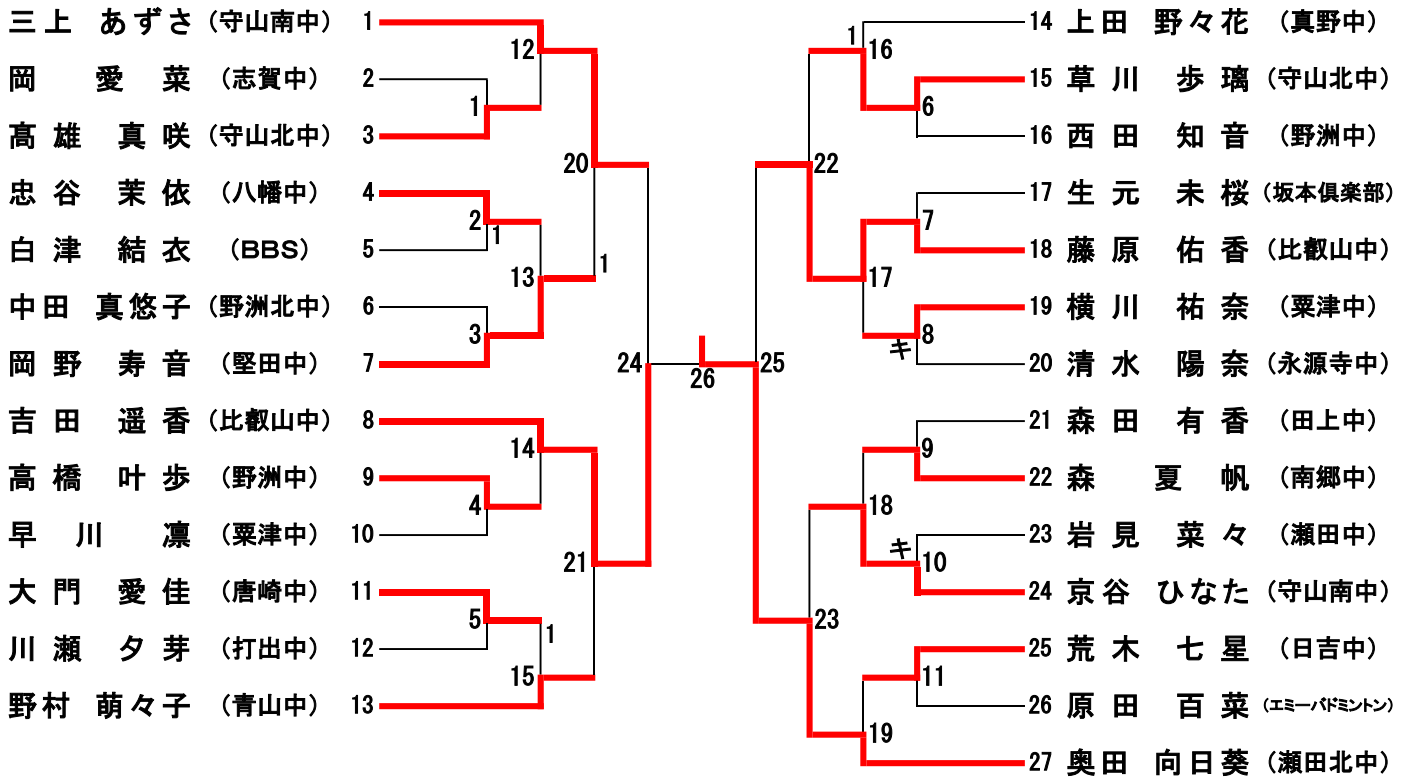 三上 あずさ (守山南中) 1
岡 愛菜 (志賀中) 2
髙雄 真咲 (守山北中) 3
忠谷 茉依 (八幡中) 4
白津 結衣 (BBS) 5
中田 真悠子 (野洲北中) 6
岡野 寿音 (堅田中) 7
吉田 遥香 (比叡山中) 8
高橋 叶歩 (野洲中) 9
早川 凛 (粟津中) 10
大門 愛佳 (唐崎中) 11
川瀬 夕芽 (打出中) 12
野村 萌々子 (青山中) 13
12
1
20
2
1
13
1
3
24
14
4
21
5
1
15
26
14 上田 野々花 (真野中)
15 草川 歩璃 (守山北中)
16 西田 知音 (野洲中)
17 生元 未桜 (坂本倶楽部)
18 藤原 佑香 (比叡山中)
19 横川 祐奈 (粟津中)
20 清水 陽奈 (永源寺中)
21 森田 有香 (田上中)
22 森 夏帆 (南郷中)
23 岩見 菜々 (瀬田中)
24 京谷 ひなた (守山南中)
25 荒木 七星 (日吉中)
26 原田 百菜 (エミーバドミントン)
27 奥田 向日葵 (瀬田北中)
1
16
6
22
7
17
8
キ
25
9
18
キ
10
23
11
19